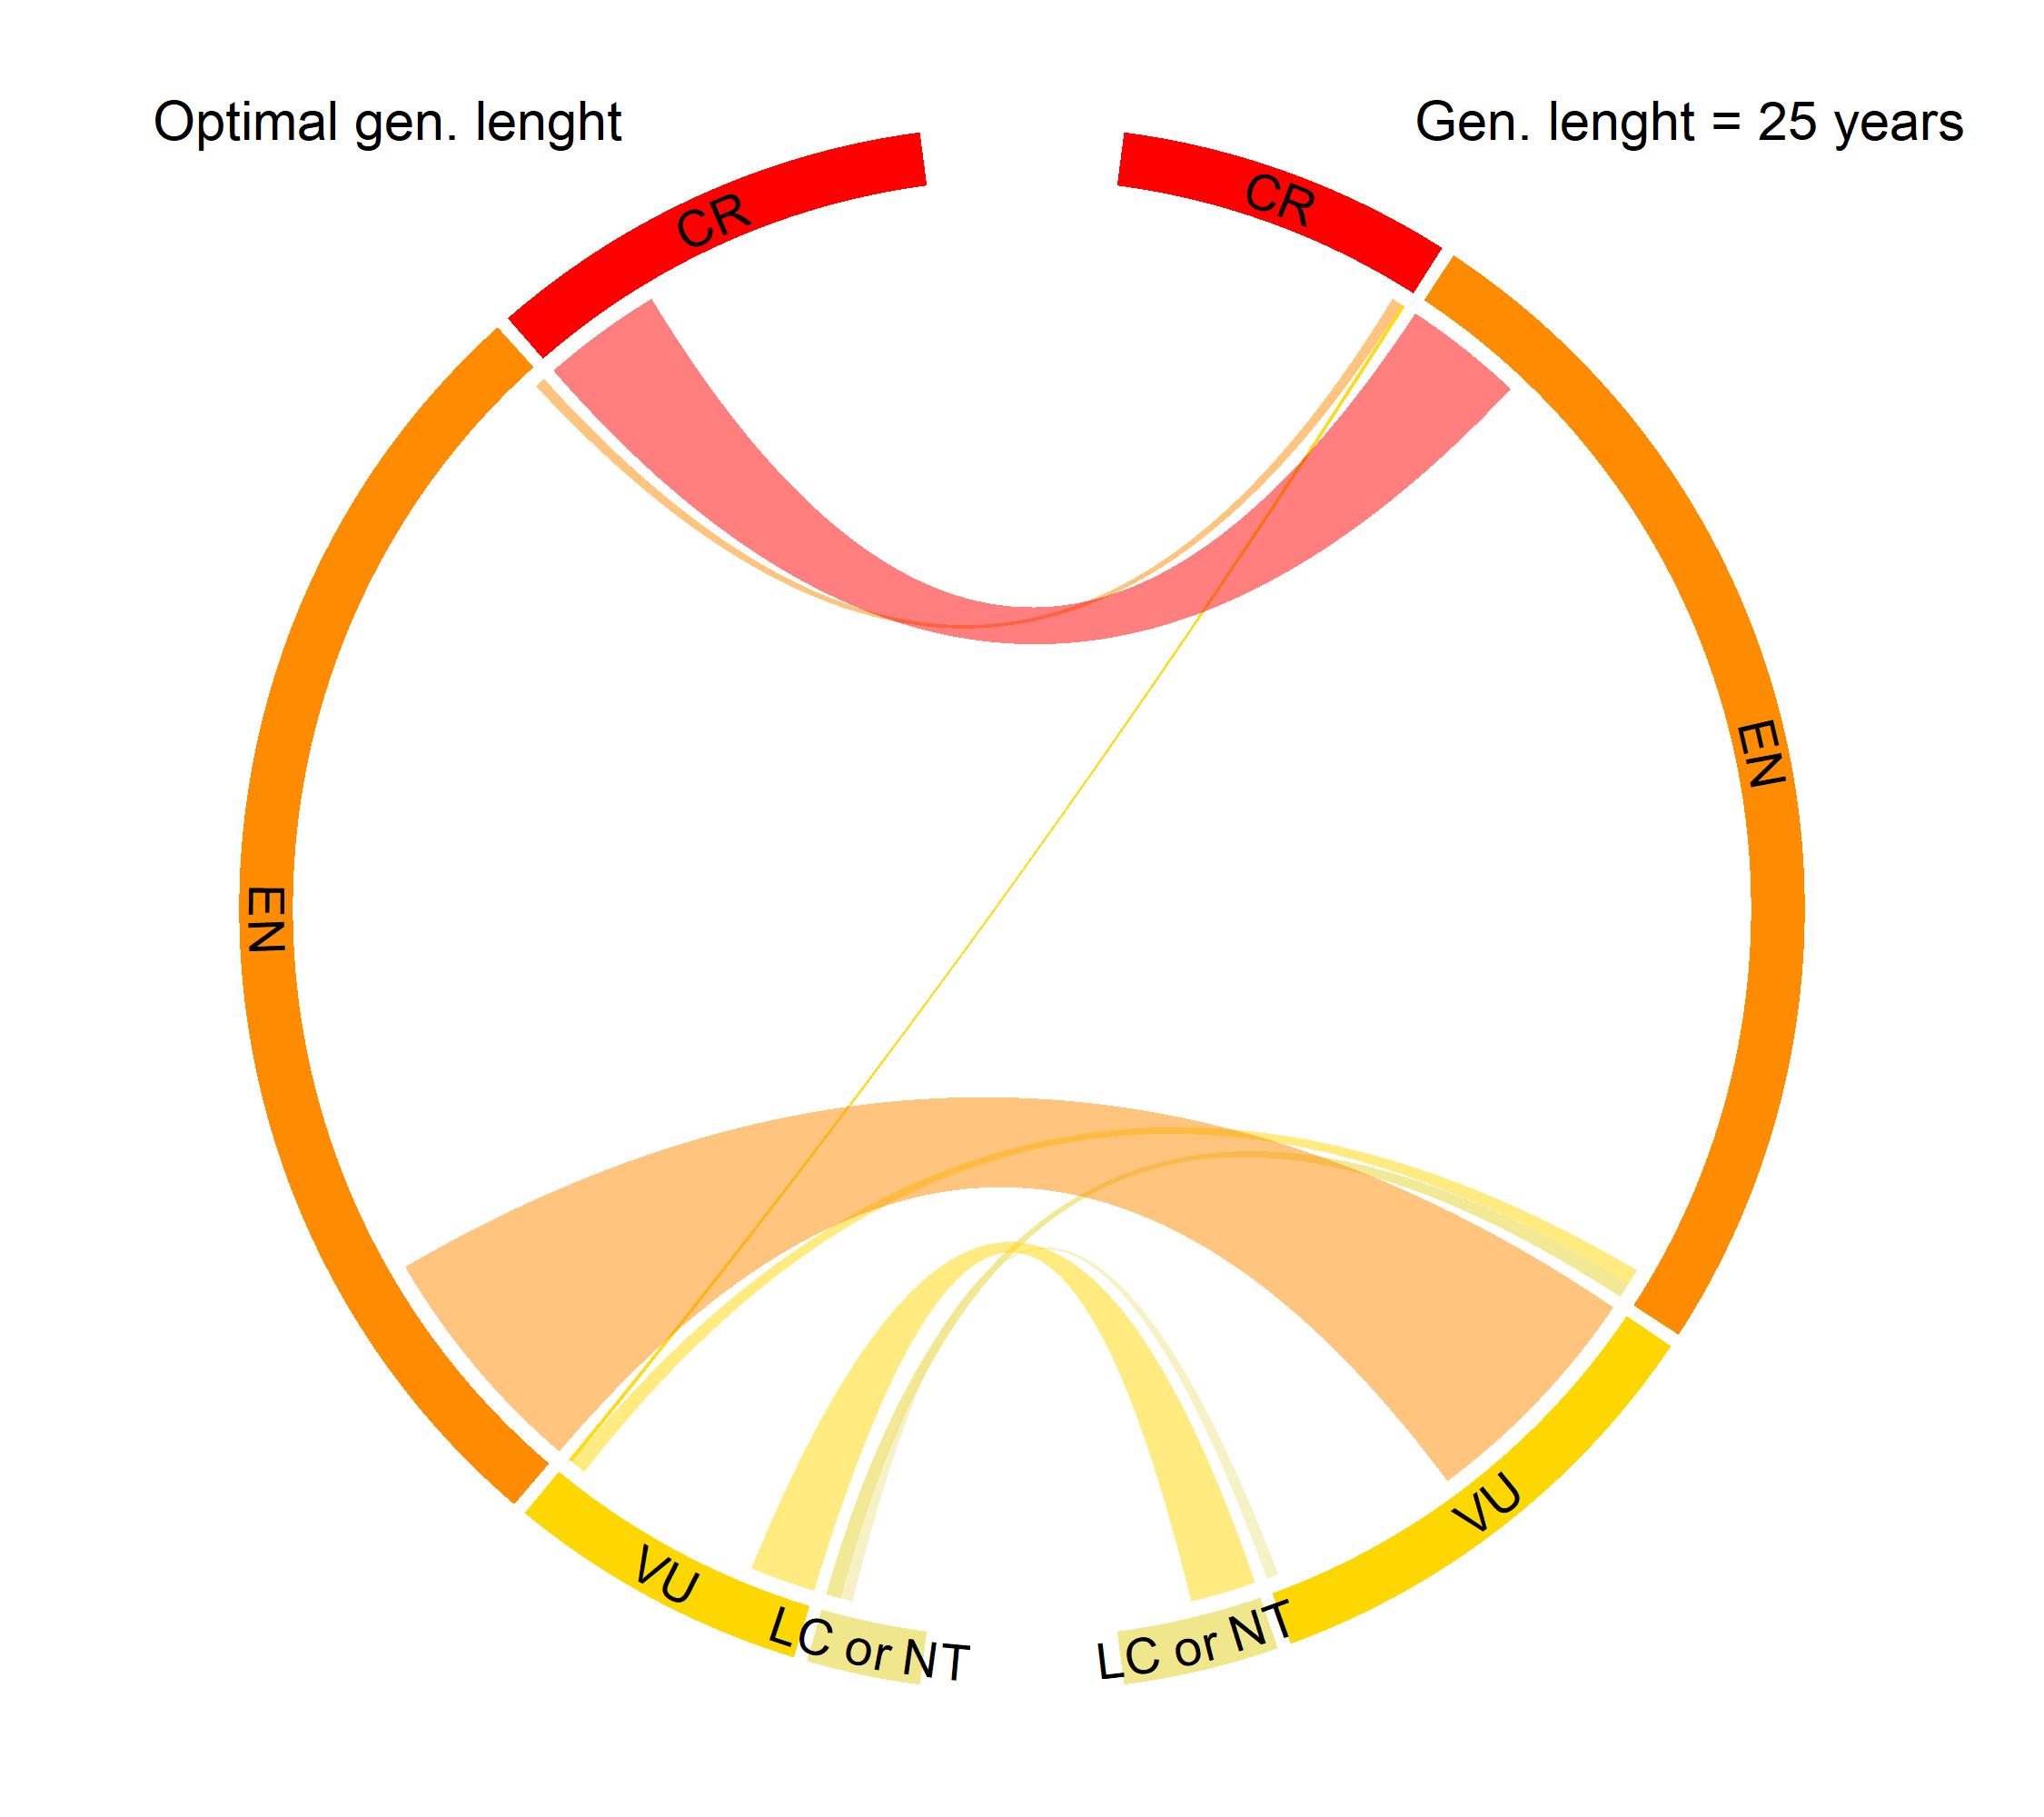 Optimal gen. lenght
Gen. lenght = 25 years
CR
CR
EN
EN
VU
VU
LC or NT
LC or NT